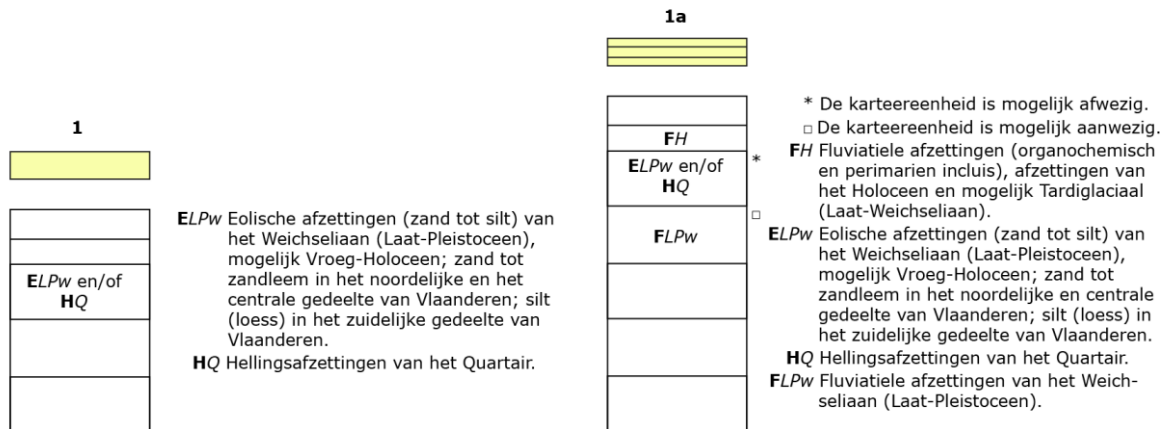 1
ELPw en/of
HQ
ELPw Eolische afzettingen (zand tot silt) van
het Weichseliaan (Laat-Pleistoceen),
mogelijk Vroeg-Holoceen; zand tot
zandleem in het noordelijke en het
centrale gedeelte van Vlaanderen; silt
(loess) in het zuidelijke gedeelte van
Vlaanderen.
HQ Hellingsafzettingen van het Quartair.
1a
FH
ELPw en/of
HQ
*
□
FLPw
* De karteereenheid is mogelijk afwezig.
□ De karteereenheid is mogelijk aanwezig.
FH Fluviatiele afzettingen (organochemisch
en perimarien incluis), afzettingen van
het Holoceen en mogelijk Tardiglaciaal
(Laat-Weichseliaan).
ELPw Eolische afzettingen (zand tot silt) van
het Weichseliaan (Laat-Pleistoceen),
mogelijk Vroeg-Holoceen; zand tot
zandleem in het noordelijke en centrale
gedeelte van Vlaanderen; silt (loess) in
het zuidelijke gedeelte van Vlaanderen.
HQ Hellingsafzettingen van het Quartair.
FLPw Fluviatiele afzettingen van het Weich-
seliaan (Laat-Pleistoceen).